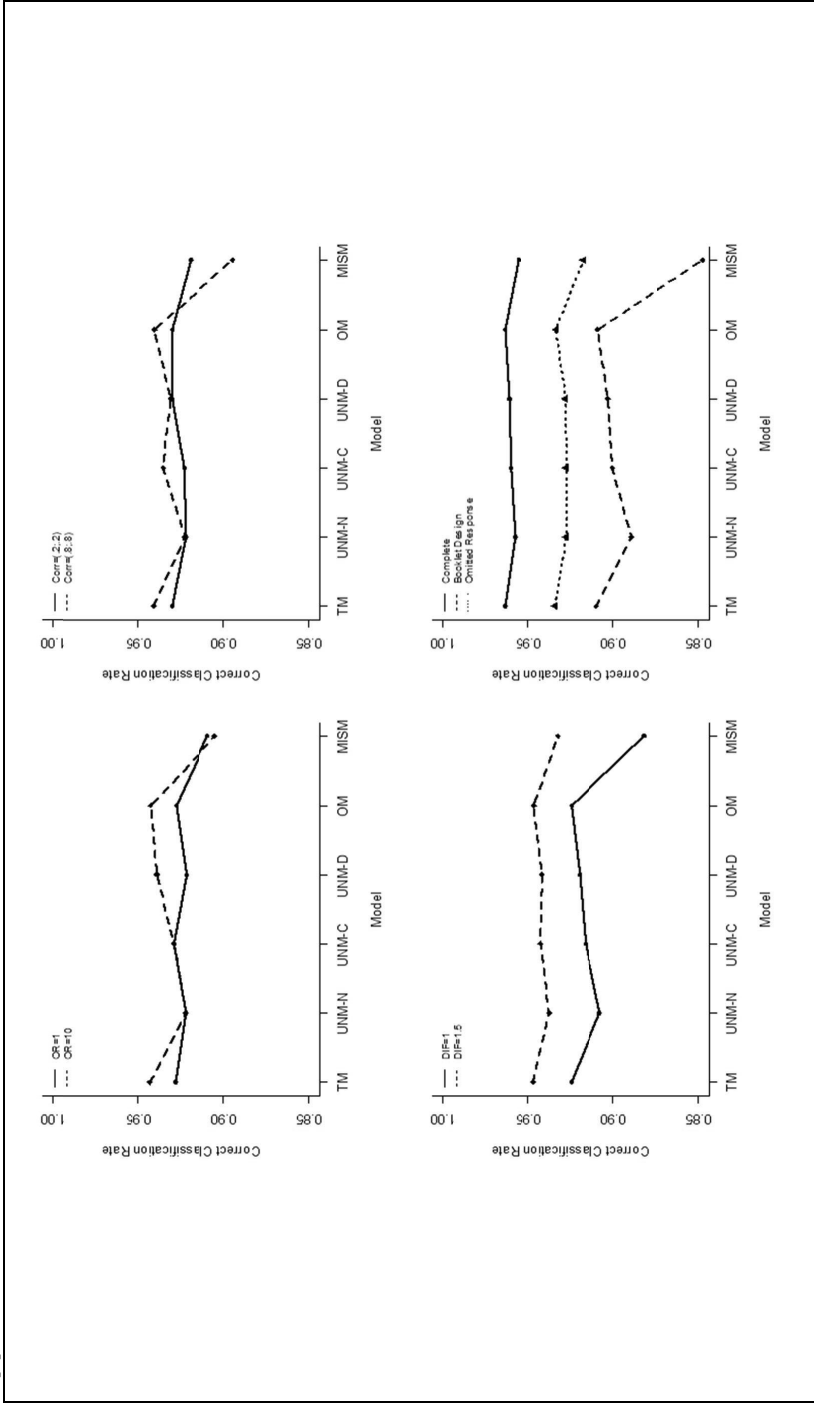 OR=1
OR=10
1.00
0.95
0.90
0.85
Correct Classification Rate
TM
UNM-N
UNM-C
UNM-D
OM
MISM
Model
Corr=(.2;.2)
Corr=(.8;.8)
1.00
0.95
0.90
0.85
Correct Classification Rate
TM
UNM-N
UNM-C
UNM-D
OM
MISM
Model
DIF=1
DIF=1.5
1.00
0.95
0.90
0.85
Correct Classification Rate
TM
UNM-N
UNM-C
UNM-D
OM
MISM
Model
Complete
Booklet Design
Omitted Response
1.00
0.95
0.90
0.85
Correct Classification Rate
TM
UNM-N
UNM-C
UNM-D
OM
MISM
Model